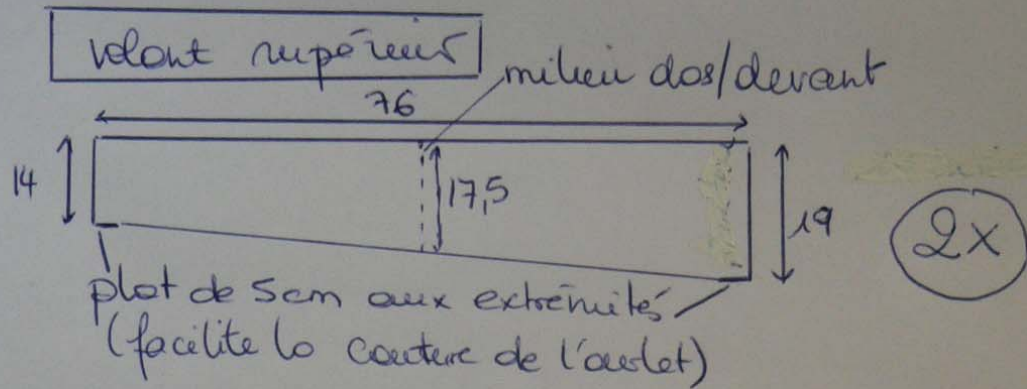 volant supérieur
milieu dos/devant
76
14
17,5
19
2x
plat de 5cm aux extrêmités
(facilite la couture de l'ourlet)